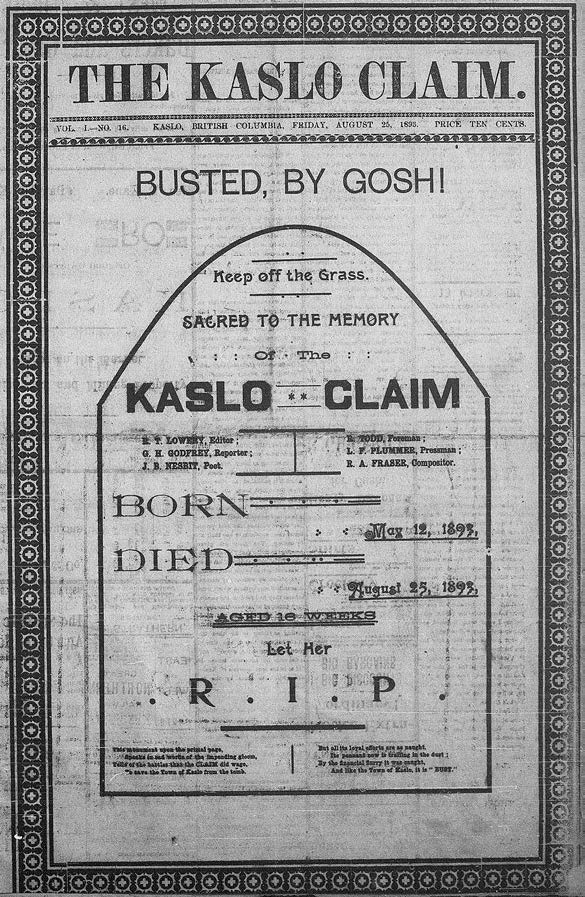 THE KASLO CLAIM.
VOL. I.—NO. 16. KASLO, BRITISH COLUMBIA, FRIDAY, AUGUST 25, 1893. PRICE TEN CENTS.
BUSTED, BY GOSH!
Keep off the Grass.
SACRED TO THE MEMORY
Of The
KASLO CLAIM
R. T. LOWERY, Editor;
G. H. GODFREY, Reporter;
J. B. NESBIT, Poet.
R. TODD, Foreman;
L. F. PLUMMER, Pressman;
R. A. FRASER, Compositor.
BORN
May 12, 1893,
DIED
August 25, 1893,
AGED 16 WEEKS
Let Her
. R . I . P .
This monument upon the primal page,
Speaks in sad works of the impending gloom,
Tells of the battles that the CLAIM did wage,
To save the Town of Kaslo from the tomb.
But all its loyal efforts are as naught,
Its pennant now is trailing in the dust;
By the financial flurry it was caught,
And like the Town of Kaslo, it is "BUST."